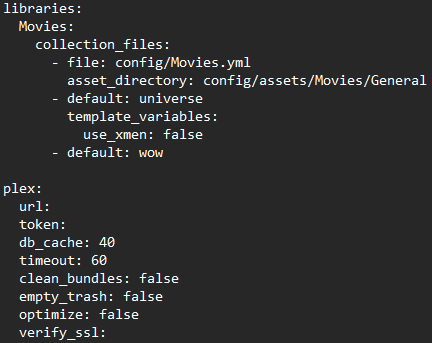 libraries:
  Movies:
    collection_files:
      - file: config/Movies.yml
        asset_directory: config/assets/Movies/General
      - default: universe
        template_variables:
          use_xmen: false
      - default: wow

plex:
  url:
  token:
  db_cache: 40
  timeout: 60
  clean_bundles: false
  empty_trash: false
  optimize: false
  verify_ssl: